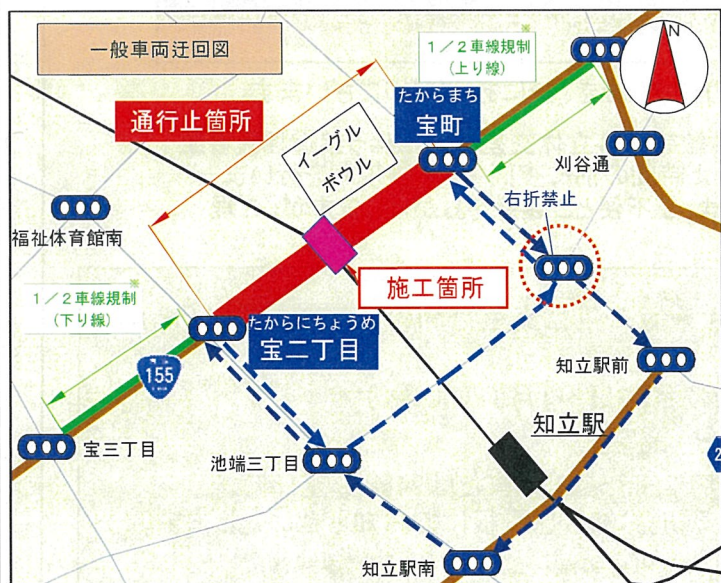 一般車両迂回図
※
1/2車線規制
(上り線)
N
通行止箇所
イーグル
ボウル
たからまち
宝町
刈谷通
右折禁止
福祉体育館南
※
1/2車線規制
(下り線)
施工箇所
たからにちょうめ
宝二丁目
155
知立駅前
知立駅
宝三丁目
池端三丁目
2
知立駅南